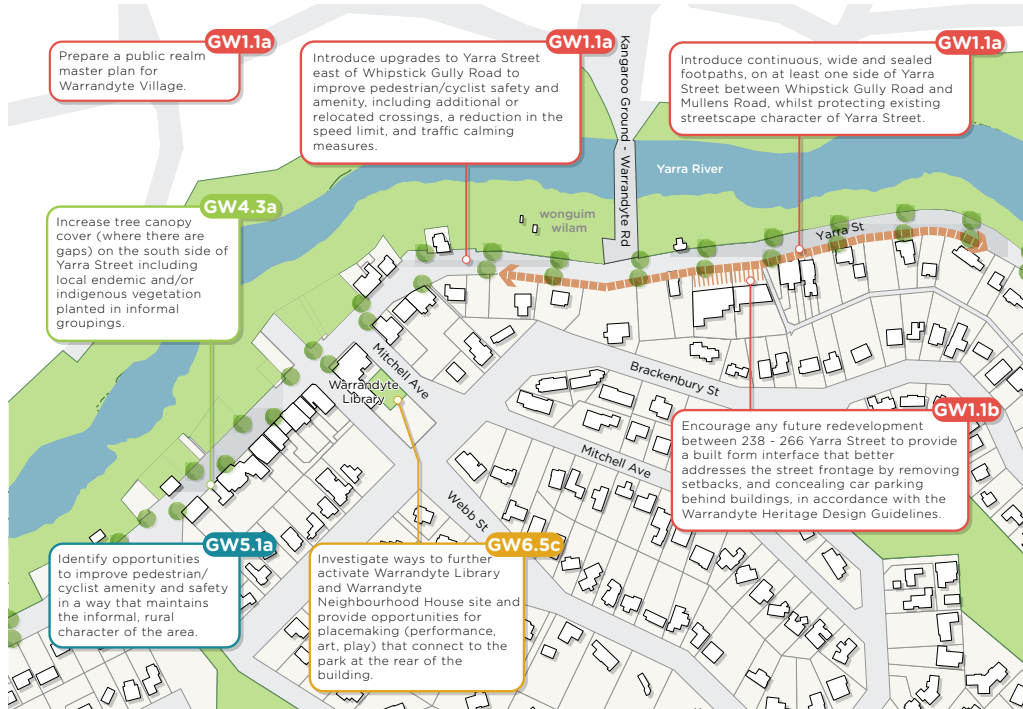 GW1.1a
Prepare a public realm
master plan for
Warrandyte Village.
GW1.1a
Introduce upgrades to Yarra Street
east of Whipstick Gully Road to
improve pedestrian/cyclist safety and
amenity, including additional or
relocated crossings, a reduction in the
speed limit, and traffic calming
measures.
Kangaroo Ground - Warrandyte Rd
GW1.1a
Introduce continuous, wide and sealed
footpaths, on at least one side of Yarra
Street between Whipstick Gully Road and
Mullens Road, whilst protecting existing
streetscape character of Yarra Street.
Yarra River
GW4.3a
Increase tree canopy
cover (where there are
gaps) on the south side of
Yarra Street including
local endemic and/or
indigenous vegetation
planted in informal
groupings.
wonguim
wilam
Yarra St
Mitchell Ave
Warrandyte
Library
Brackenbury St
GW1.1b
Encourage any future redevelopment
between 238 - 266 Yarra Street to provide
a built form interface that better
addresses the street frontage by removing
setbacks, and concealing car parking
behind buildings, in accordance with the
Warrandyte Heritage Design Guidelines.
Mitchell Ave
Webb St
GW5.1a
Identify opportunities
to improve pedestrian/
cyclist amenity and safety
in a way that maintains
the informal, rural
character of the area.
GW6.5c
Investigate ways to further
activate Warrandyte Library
and Warrandyte
Neighbourhood House site and
provide opportunities for
placemaking (performance,
art, play) that connect to the
park at the rear of the
building.